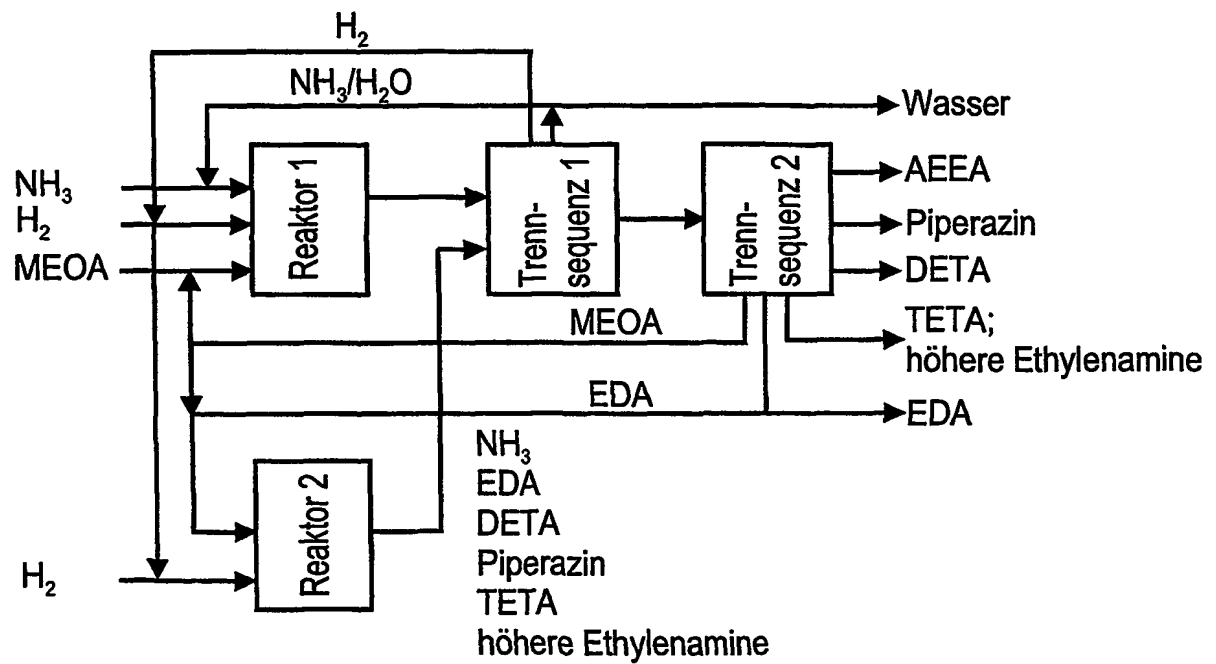 H₂
NH₃/H₂O
Wasser
NH₃
H₂
MEOA
Reaktor 1
Trenn-
sequenz 1
Trenn-
sequenz 2
AEEA
Piperazin
DETA
TETA;
höhere Ethylenamine
MEOA
EDA
EDA
Reaktor 2
H₂
NH₃
EDA
DETA
Piperazin
TETA
höhere Ethylenamine